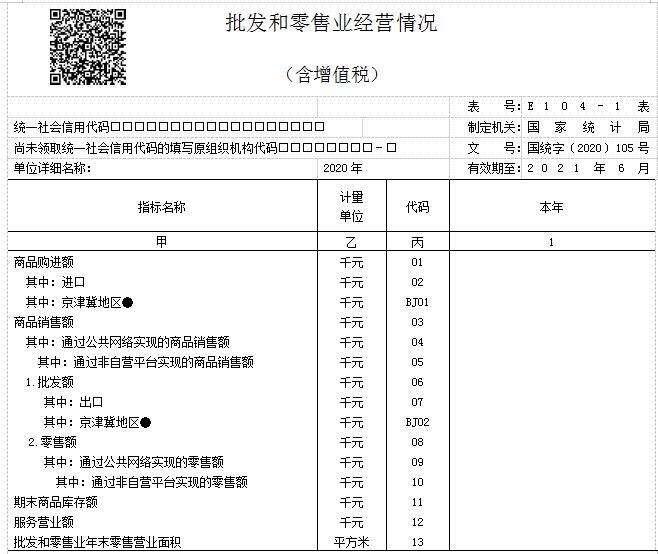 批发和零售业经营情况
（含增值税）
表　　号：E104-1表
统一社会信用代码□□□□□□□□□□□□□□□□□□ 制定机关：国家统计局
尚未领取统一社会信用代码的填写原组织机构代码□□□□□□□□-□ 文　　号：国统字（2020）105号
单位详细名称： 2020年 有效期至：2021年6月
指标名称 计量单位 代码 本年
甲 乙 丙 1
商品购进额 千元 01
其中：进口 千元 02
其中：京津冀地区● 千元 BJ01
商品销售额 千元 03
其中：通过公共网络实现的商品销售额 千元 04
其中：通过非自营平台实现的商品销售额 千元 05
1.批发额 千元 06
其中：出口 千元 07
其中：京津冀地区● 千元 BJ02
2.零售额 千元 08
其中：通过公共网络实现的零售额 千元 09
其中：通过非自营平台实现的零售额 千元 10
期末商品库存额 千元 11
服务营业额 千元 12
批发和零售业年末零售营业面积 平方米 13